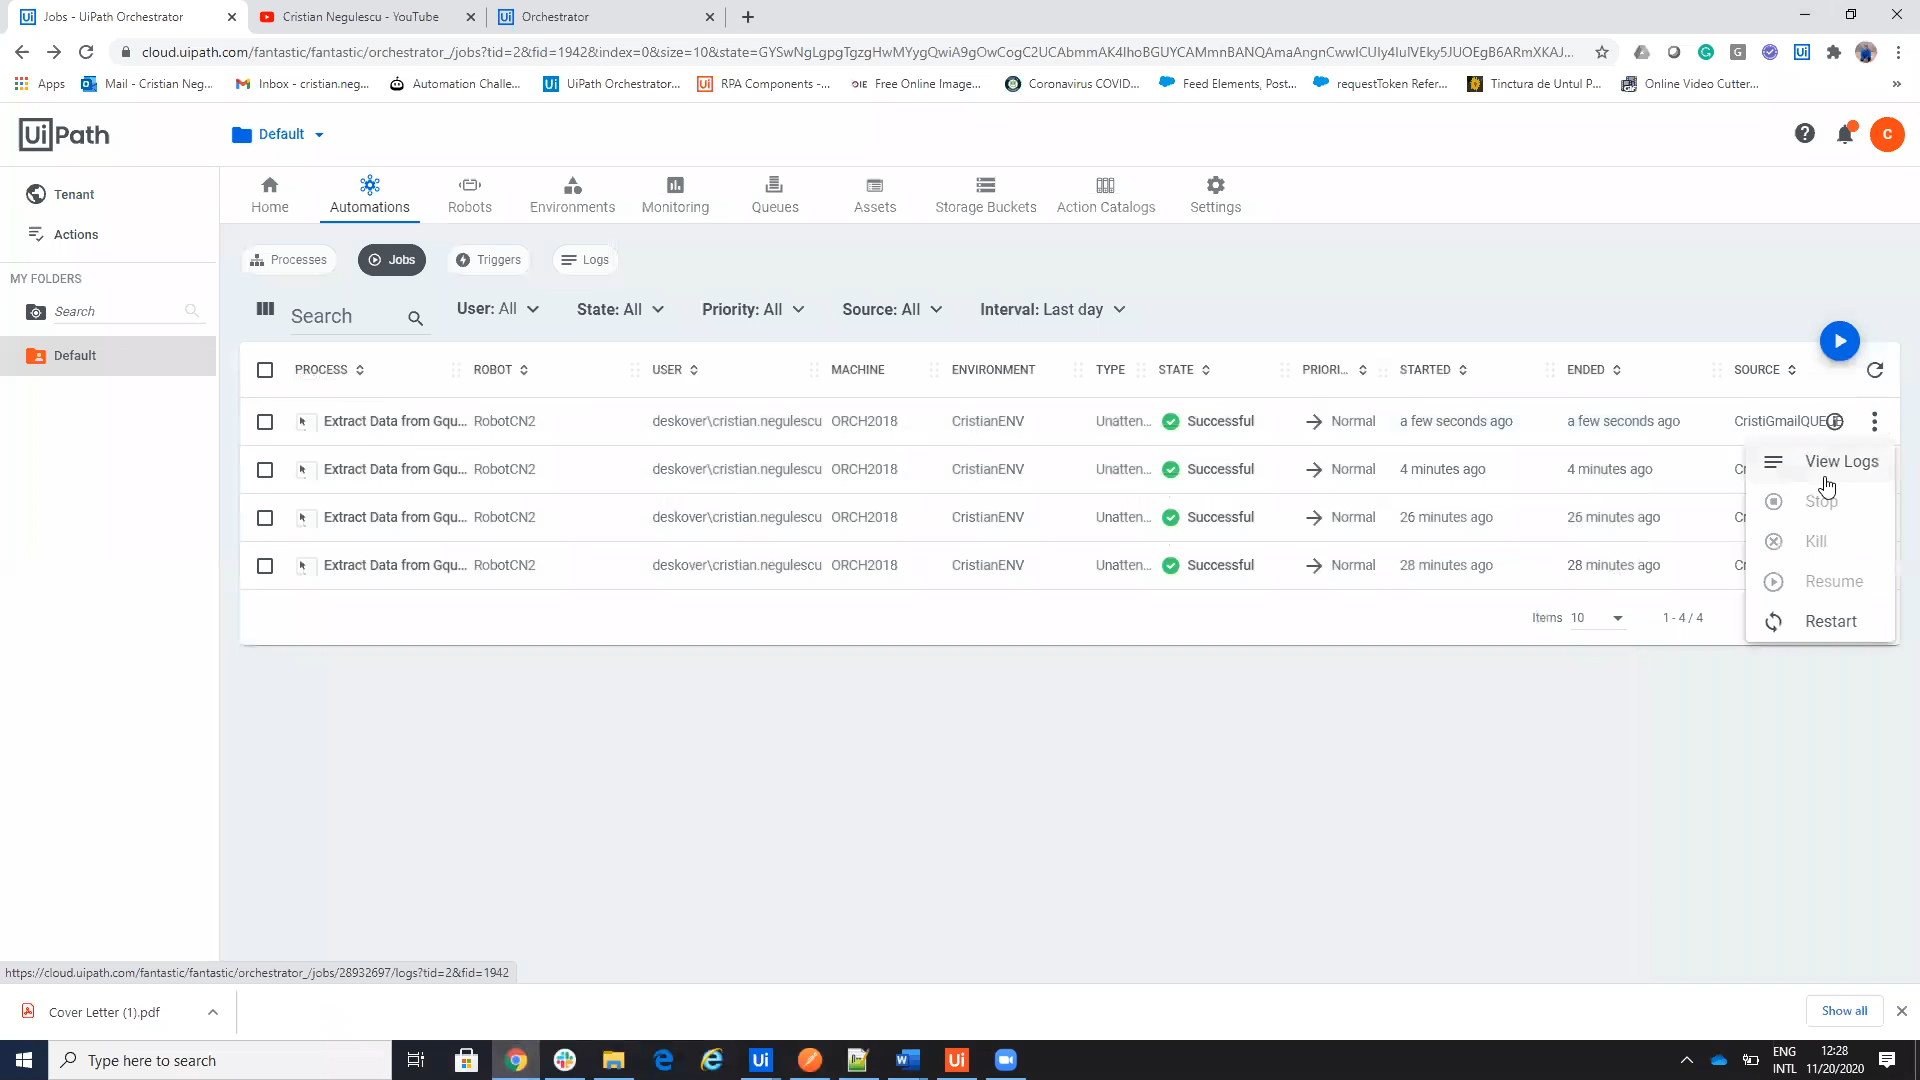 Jobs - UiPath Orchestrator
Cristian Negulescu - YouTube
Orchestrator
cloud.uipath.com/fantastic/fantastic/orchestrator_/jobs?tid=2&fid=1942&index=0&size=10&state=
Apps
Mail - Cristian Neg...
Inbox - cristian.neg...
Automation Challe...
UiPath Orchestrator...
RPA Components -...
Free Online Image...
Coronavirus COVID...
Feed Elements, Post...
requestToken Refer...
Tinctura de Untul P...
Online Video Cutter...
UiPath
Default
C
Tenant
Actions
MY FOLDERS
Search
Default
Home
Automations
Robots
Environments
Monitoring
Queues
Assets
Storage Buckets
Action Catalogs
Settings
Processes
Jobs
Triggers
Logs
Search
User: All
State: All
Priority: All
Source: All
Interval: Last day
PROCESS ROBOT USER MACHINE ENVIRONMENT TYPE STATE PRIORI... STARTED ENDED SOURCE
Extract Data from Gqu... RobotCN2 deskover\cristian.negulescu ORCH2018 CristianENV Unatten... Successful Normal a few seconds ago a few seconds ago CristiGmailQUEUE
Extract Data from Gqu... RobotCN2 deskover\cristian.negulescu ORCH2018 CristianENV Unatten... Successful Normal 4 minutes ago 4 minutes ago Cr
Extract Data from Gqu... RobotCN2 deskover\cristian.negulescu ORCH2018 CristianENV Unatten... Successful Normal 26 minutes ago 26 minutes ago Cr
Extract Data from Gqu... RobotCN2 deskover\cristian.negulescu ORCH2018 CristianENV Unatten... Successful Normal 28 minutes ago 28 minutes ago Cr
View Logs
Stop
Kill
Resume
Restart
Items 10 1 - 4 / 4
https://cloud.uipath.com/fantastic/fantastic/orchestrator_/jobs/28932697/logs?tid=2&fid=1942
Cover Letter (1).pdf
Show all
Type here to search
ENG
INTL
12:28
11/20/2020